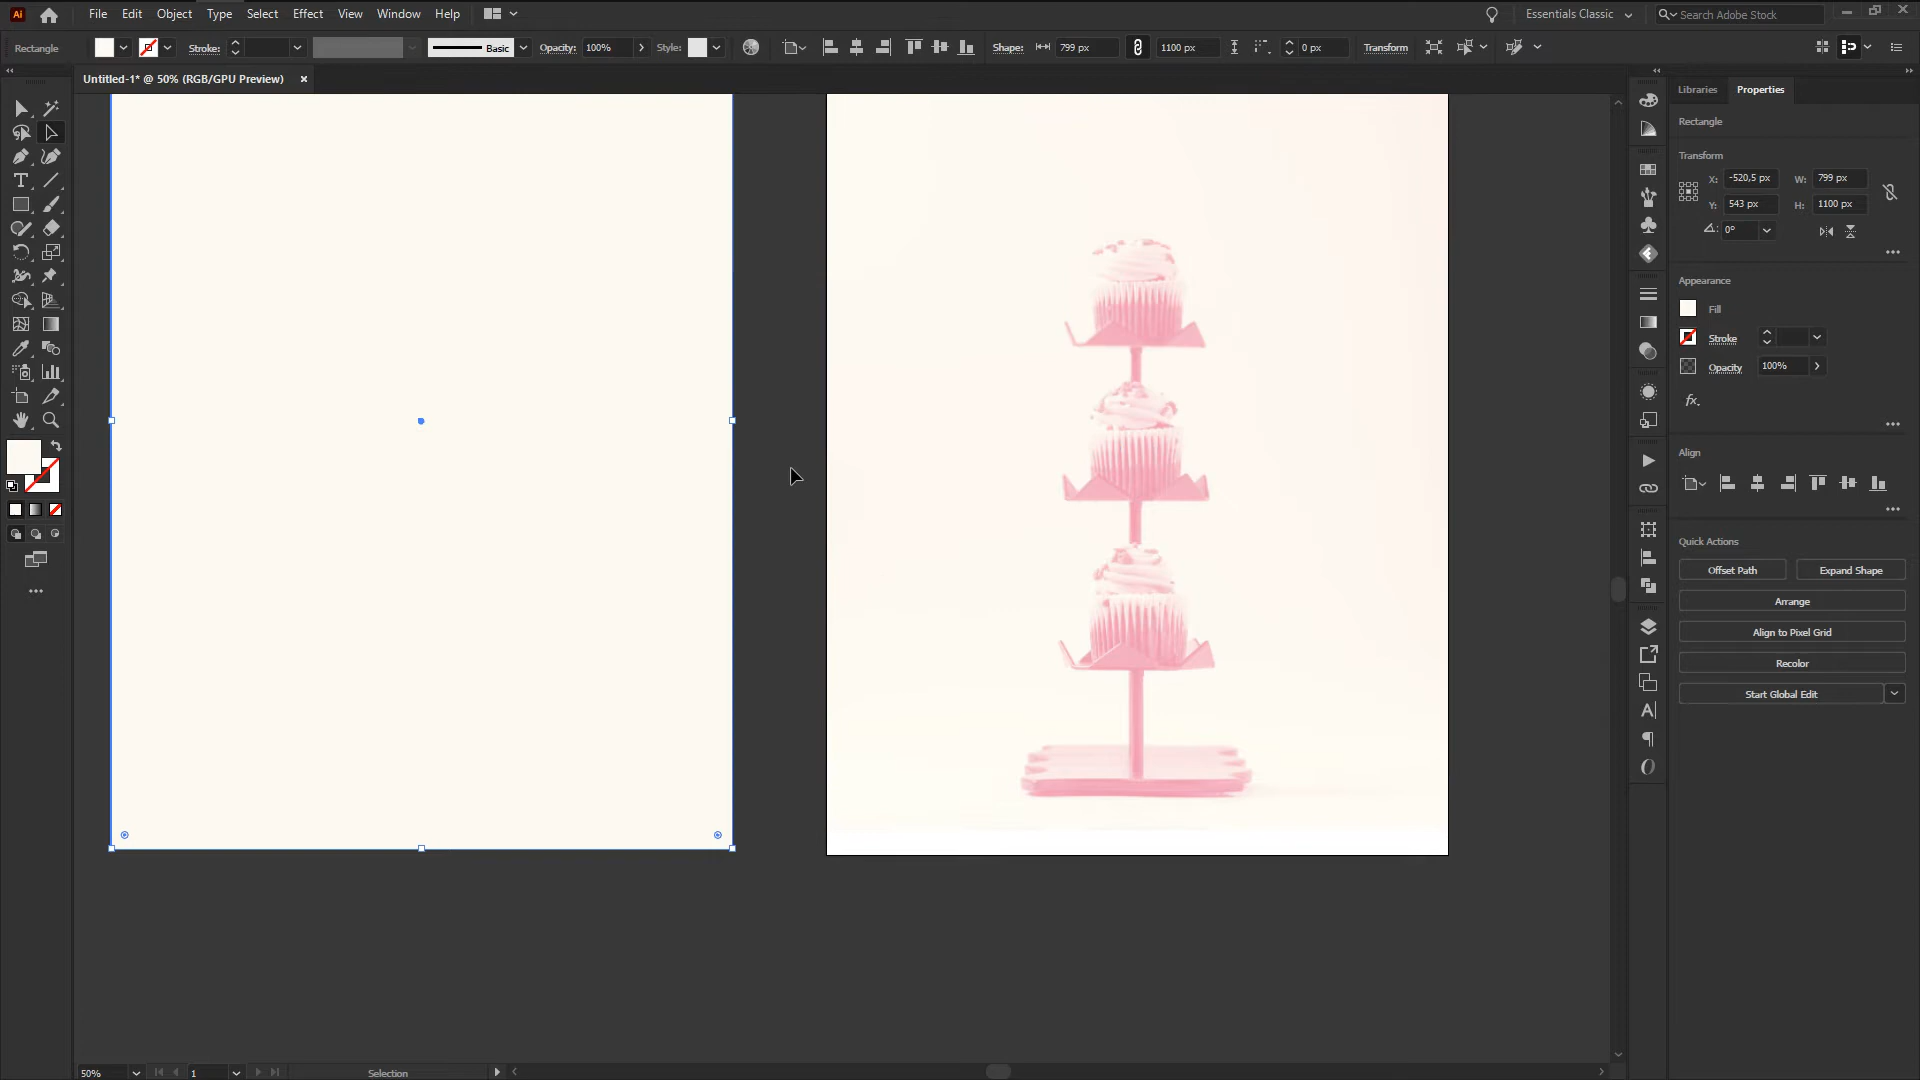 Ai File Edit Object Type Select Effect View Window Help Essentials Classic Search Adobe Stock
Rectangle Stroke: Basic Opacity: 100% Style: Shape: 799 px 1100 px 0 px Transform
Untitled-1* @ 50% (RGB/GPU Preview) ×
Libraries Properties
Rectangle
Transform
X: -520,5 px W: 799 px
Y: 543 px H: 1100 px
0°
Appearance
Fill
Stroke
Opacity 100%
fx.
Align
Quick Actions
Offset Path Expand Shape
Arrange
Align to Pixel Grid
Recolor
Start Global Edit
50% 1 Selection